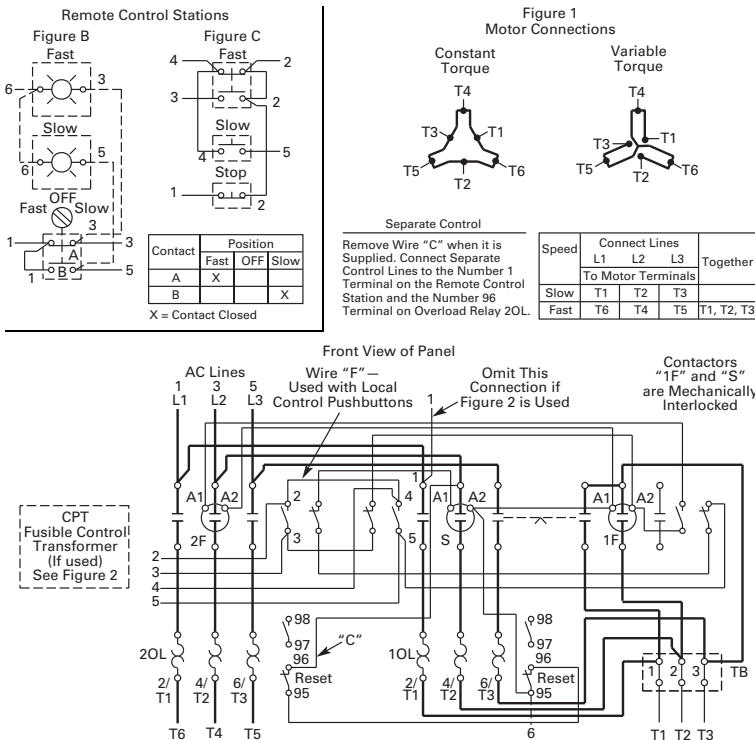 Remote Control Stations
Figure B
Fast
6
3
Slow
6
5
OFF
Fast
Slow
3
1
3
A
1
B
5
Figure C
Fast
4
2
3
2
Slow
4
5
Stop
1
2
Contact
Position
Fast OFF Slow
A X
B X
X = Contact Closed
Figure 1
Motor Connections
Constant
Torque
T4
T3
T1
T5
T6
T2
Variable
Torque
T4
T3
T1
T5
T6
T2
Separate Control
Remove Wire “C” when it is
Supplied. Connect Separate
Control Lines to the Number 1
Terminal on the Remote Control
Station and the Number 96
Terminal on Overload Relay 2OL.
Speed
Connect Lines
Together
L1 L2 L3
To Motor Terminals
Slow T1 T2 T3
Fast T6 T4 T5 T1, T2, T3
Front View of Panel
AC Lines
1 3 5
L1 L2 L3
Wire “F”—
Used with Local
Control Pushbuttons
1
Omit This
Connection if
Figure 2 is Used
Contactors
“1F” and “S”
are Mechanically
Interlocked
CPT
Fusible Control
Transformer
(If used)
See Figure 2
A1 A2
2F
2
3
4
5
1
A1 A2
S
A1 A2
1F
2
3
4
5
98
97
96
Reset
95
“C”
98
97
96
Reset
95
2OL
1OL
2/
T1
4/
T2
6/
T3
2/
T1
4/
T2
6/
T3
1 2 3
TB
T6 T4 T5
6
T1 T2 T3